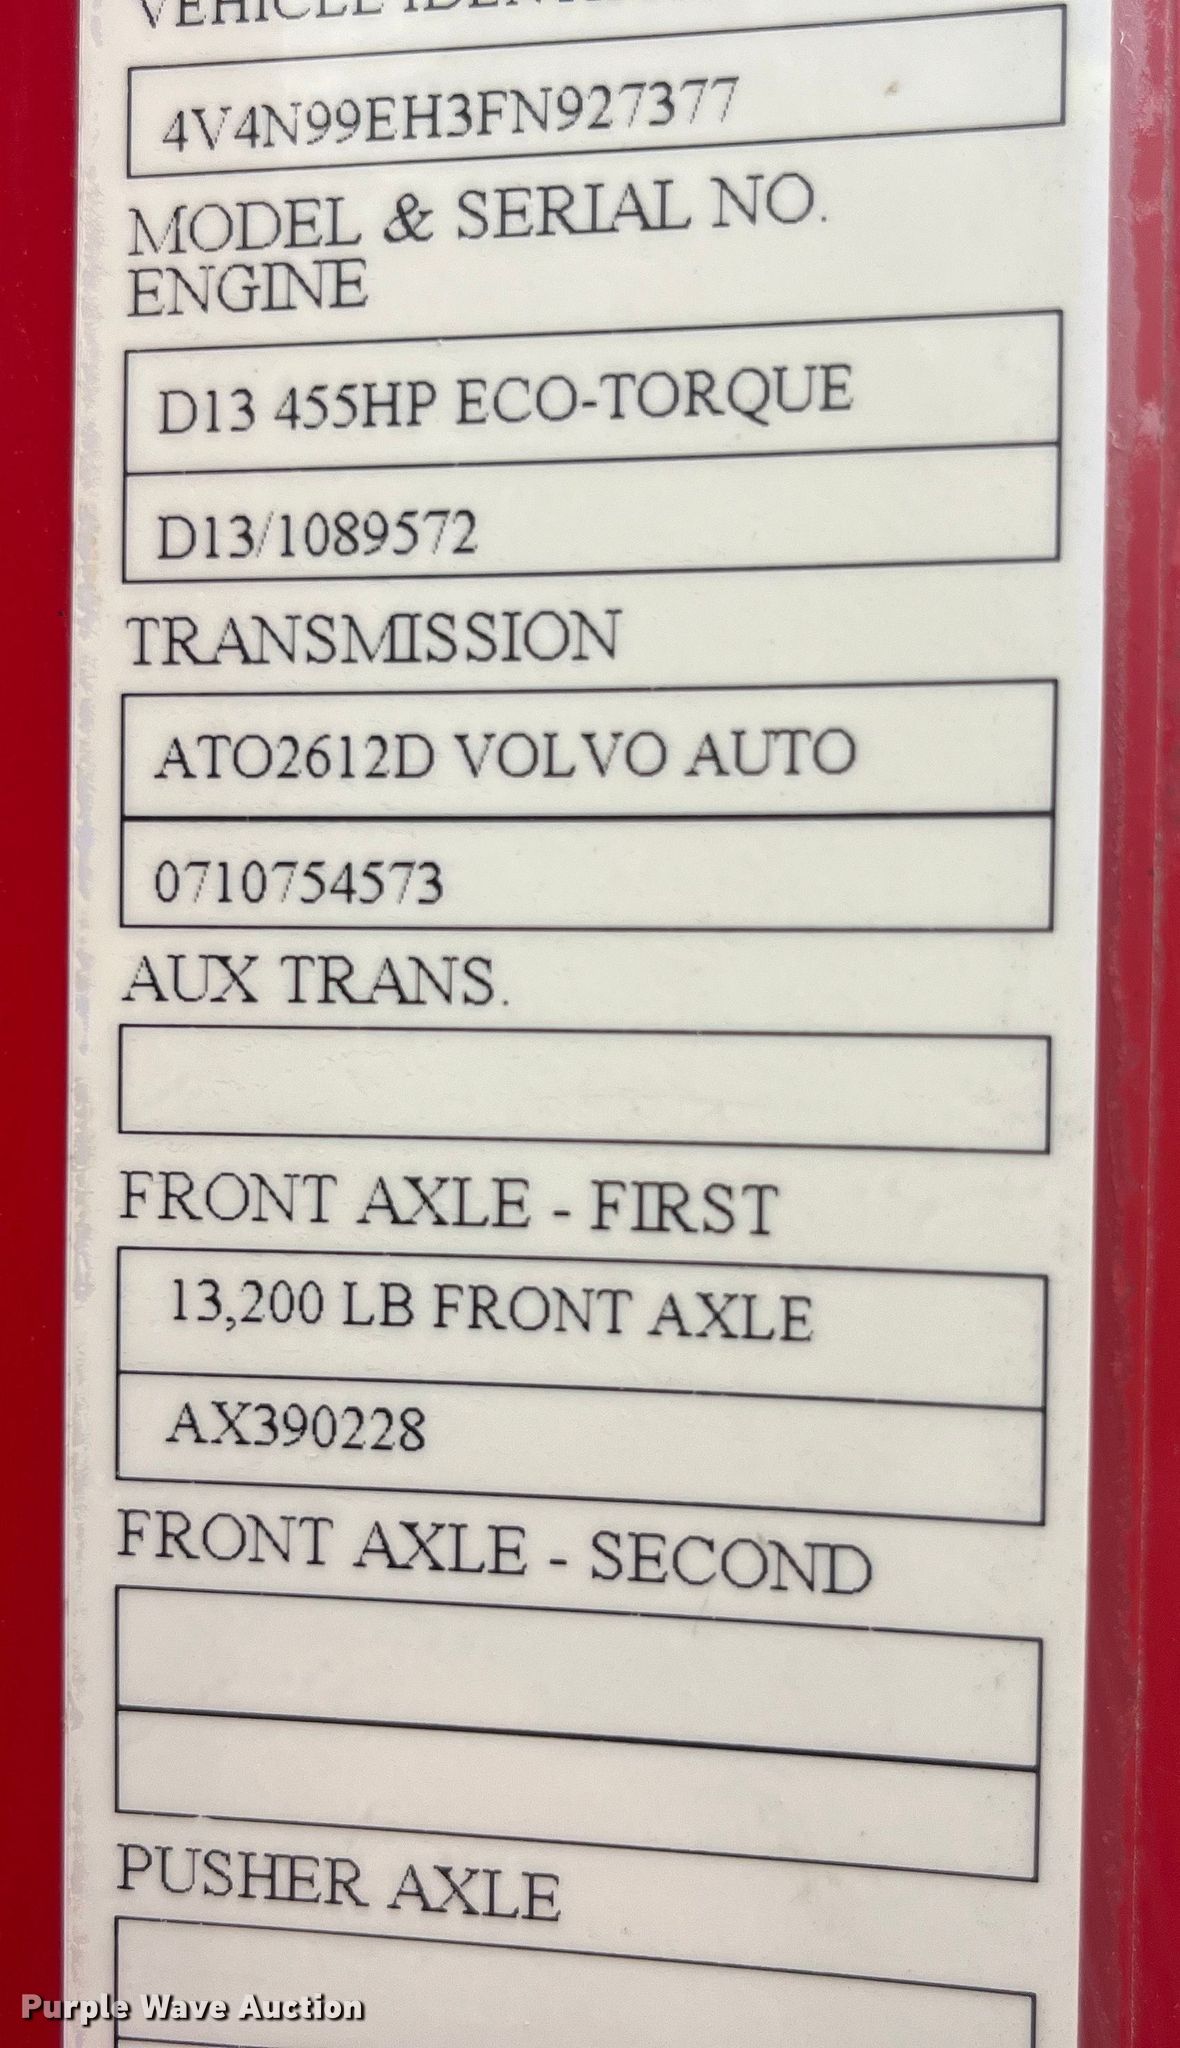 VEHICLE
4V4N99EH3FN927377
MODEL & SERIAL NO.
ENGINE
D13 455HP ECO-TORQUE
D13/1089572
TRANSMISSION
ATO2612D VOLVO AUTO
0710754573
AUX TRANS.
FRONT AXLE - FIRST
13,200 LB FRONT AXLE
AX390228
FRONT AXLE - SECOND
PUSHER AXLE
Purple Wave Auction